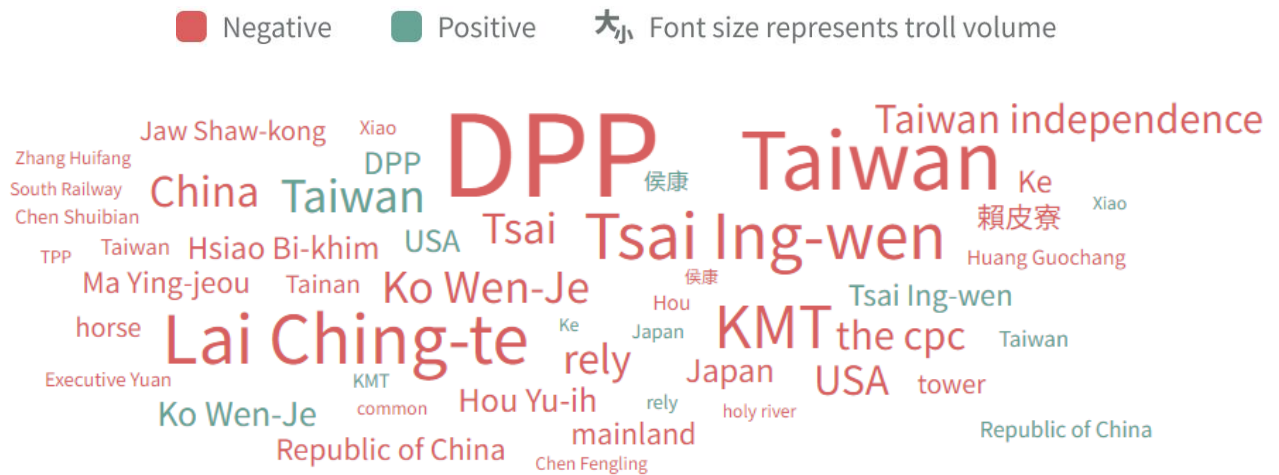 Negative Positive 大小 Font size represents troll volume
Taiwan independence
Jaw Shaw-kong Xiao DPP Taiwan
Zhang Huifang DPP 侯康 Ke
South Railway China Taiwan Xiao
Chen Shuibian Tsai Tsai Ing-wen 賴皮寮
TPP Taiwan Hsiao Bi-khim USA Huang Guochang
Ma Ying-jeou Tainan Ko Wen-Je 侯康 Tsai Ing-wen
horse Lai Ching-te Ke Hou Japan KMT the cpc Taiwan
Executive Yuan KMT rely Japan USA tower
Ko Wen-Je common Hou Yu-ih rely holy river
Republic of China mainland Republic of China
Chen Fengling